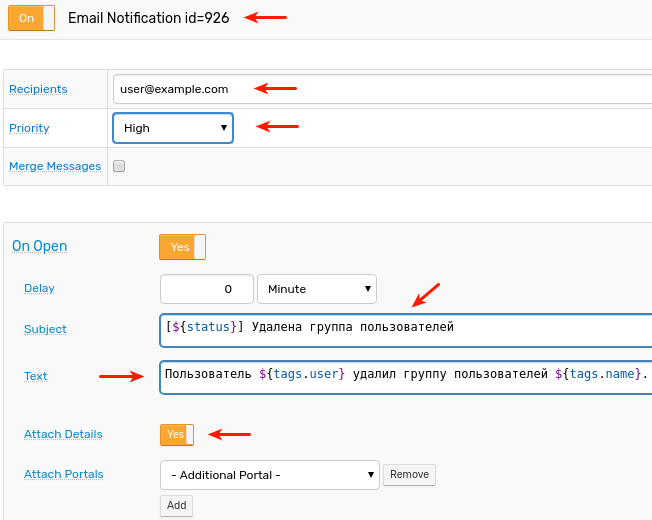 On Email Notification id=926
Recipients user@example.com
Priority High
Merge Messages
On Open Yes
Delay 0 Minute
Subject [${status}] Удалена группа пользователей
Text Пользователь ${tags.user} удалил группу пользователей ${tags.name}.
Attach Details Yes
Attach Portals - Additional Portal - Remove
Add